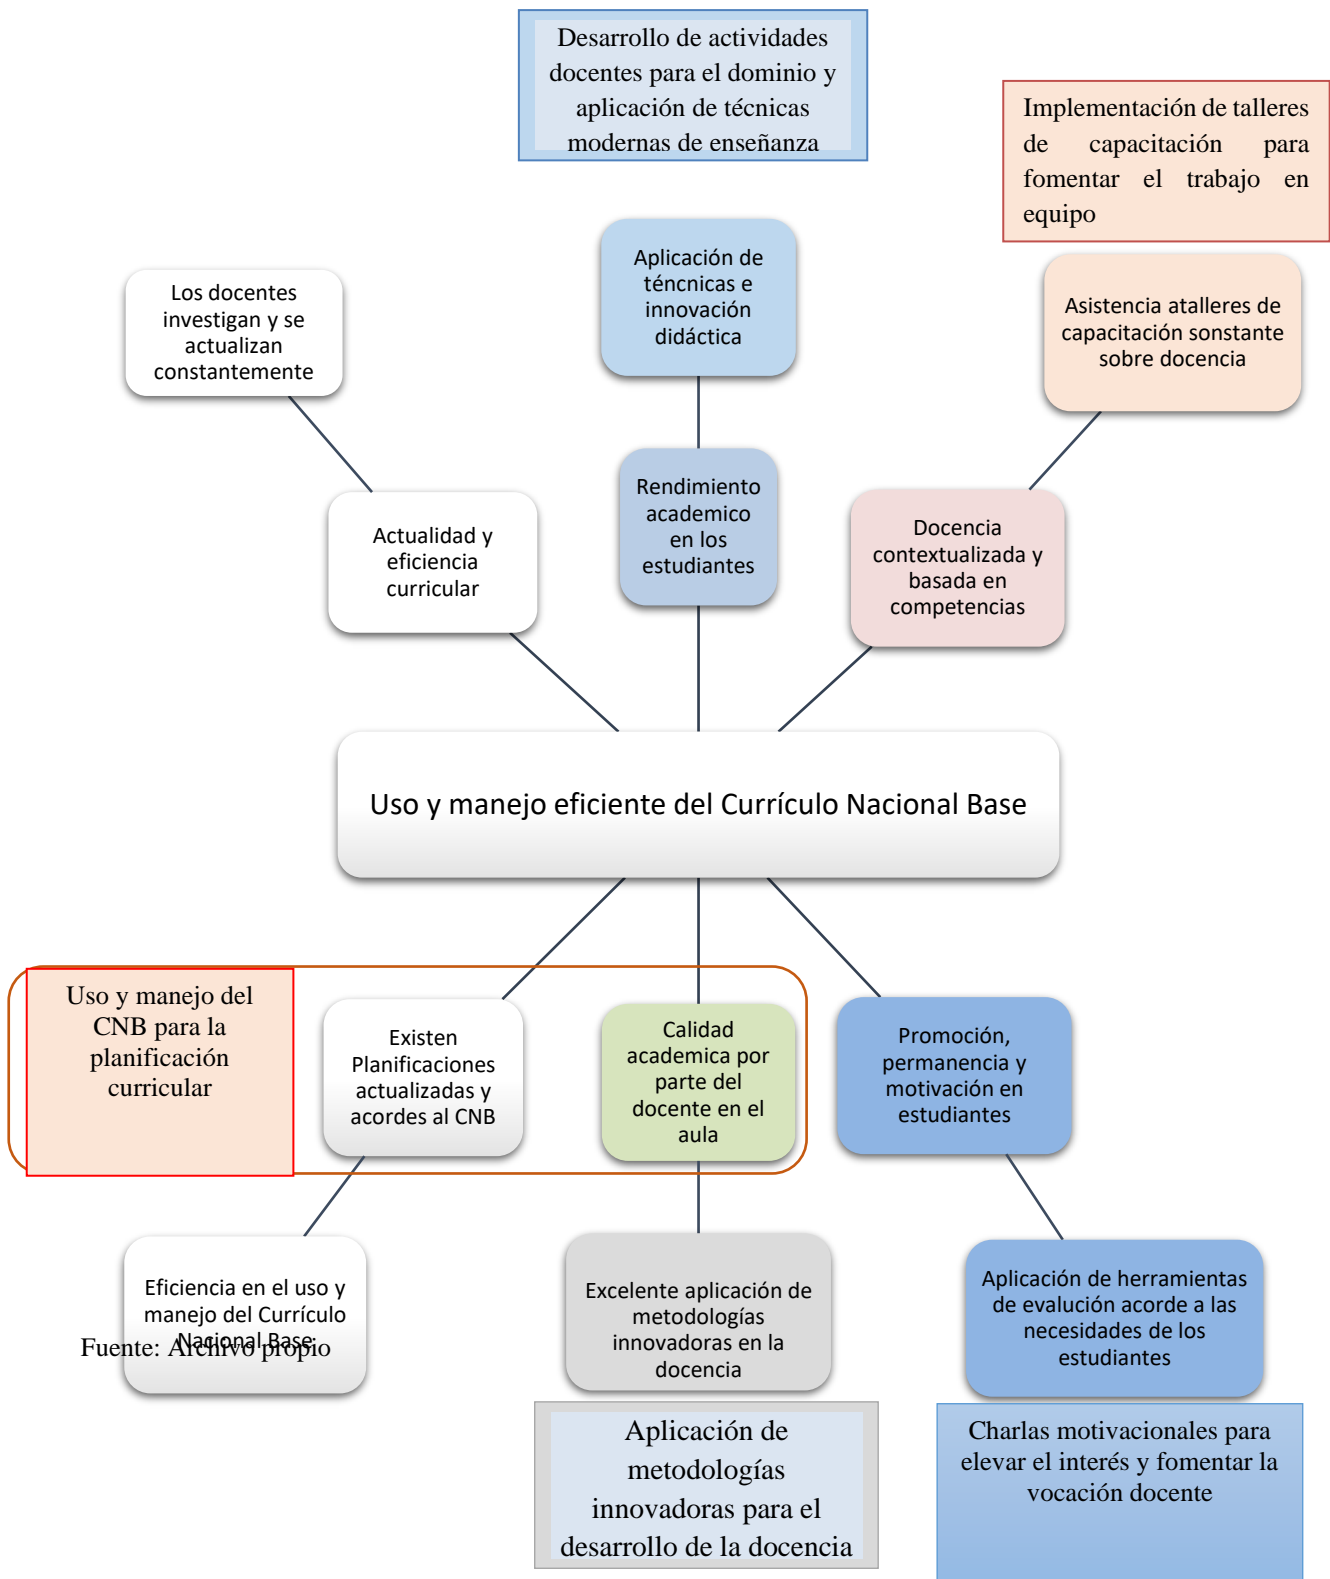 Desarrollo de actividades
docentes para el dominio y
aplicación de técnicas
modernas de enseñanza
Implementación de talleres
de capacitación para
fomentar el trabajo en
equipo
Los docentes
investigan y se
actualizan
constantemente
Aplicación de
téncnicas e
innovación
didáctica
Asistencia atalleres de
capacitación sonstante
sobre docencia
Actualidad y
eficiencia
curricular
Rendimiento
academico
en los
estudiantes
Docencia
contextualizada y
basada en
competencias
Uso y manejo eficiente del Currículo Nacional Base
Uso y manejo del
CNB para la
planificación
curricular
Existen
Planificaciones
actualizadas y
acordes al CNB
Calidad
academica por
parte del
docente en el
aula
Promoción,
permanencia y
motivación en
estudiantes
Eficiencia en el uso y
manejo del Currículo
Nacional Base
Fuente: Archivo propio
Excelente aplicación de
metodologías
innovadoras en la
docencia
Aplicación de herramientas
de evalución acorde a las
necesidades de los
estudiantes
Aplicación de
metodologías
innovadoras para el
desarrollo de la docencia
Charlas motivacionales para
elevar el interés y fomentar la
vocación docente